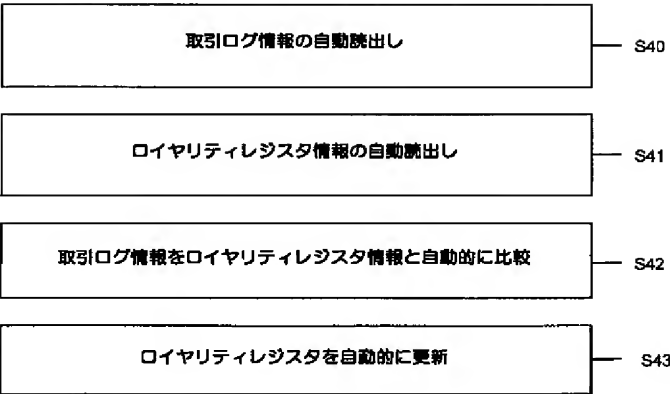 取引ログ情報の自動読出し S40
ロイヤリティレジスタ情報の自動読出し S41
取引ログ情報をロイヤリティレジスタ情報と自動的に比較 S42
ロイヤリティレジスタを自動的に更新 S43